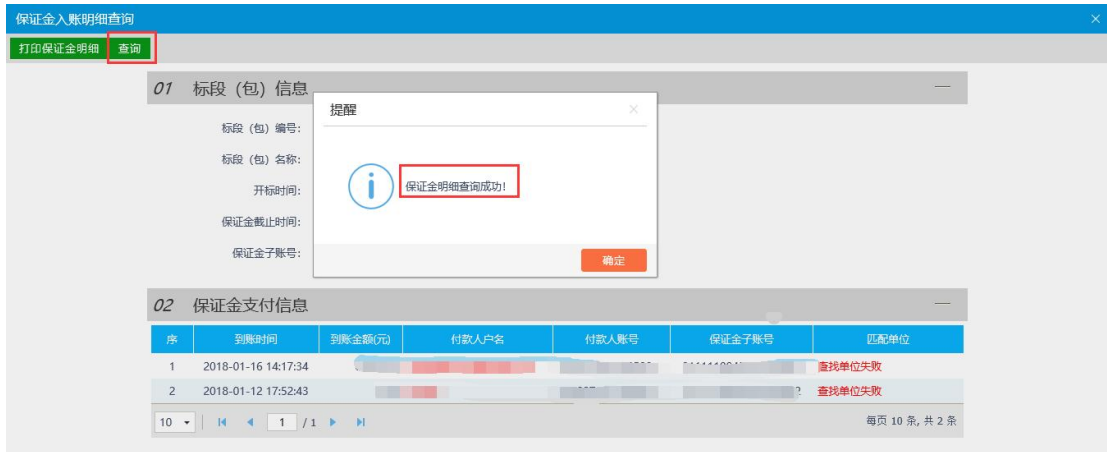 保证金入账明细查询
打印保证金明细 查询
01 标段（包）信息
提醒
标段（包）编号:
标段（包）名称:
开标时间:
保证金明细查询成功!
保证金截止时间:
保证金子账号:
确定
02 保证金支付信息
序 到账时间 到账金额(元) 付款人户名 付款人账号 保证金子账号 匹配单位
1 2018-01-16 14:17:34 查找单位失败
2 2018-01-12 17:52:43 查找单位失败
10 1 / 1 每页 10 条, 共 2 条